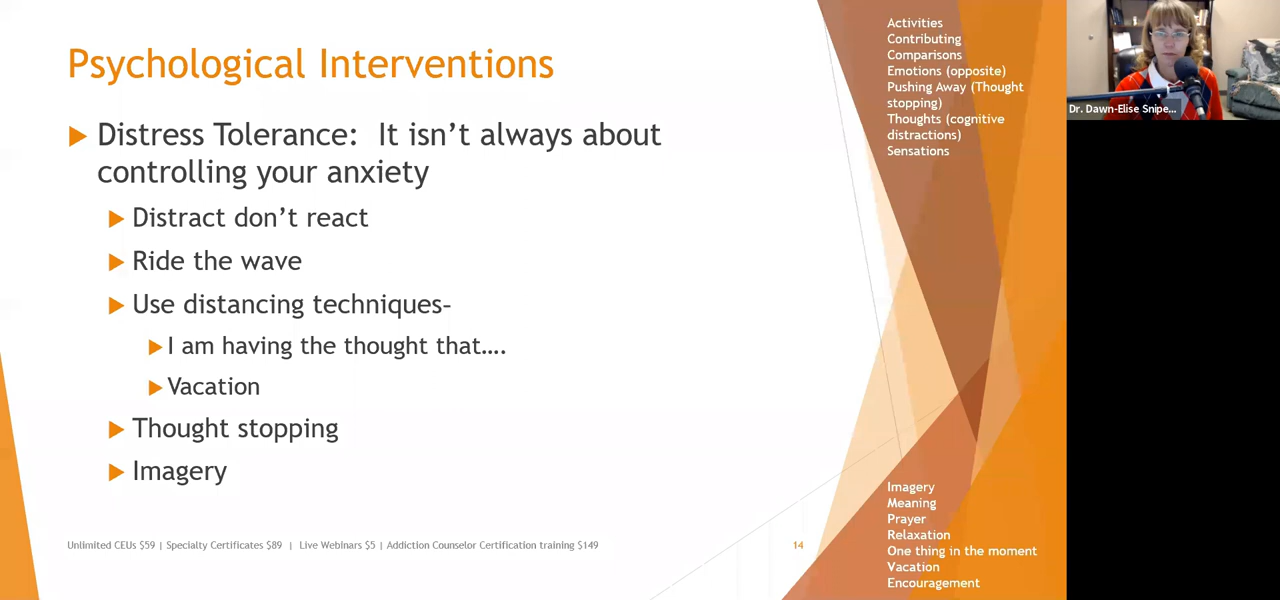 Psychological Interventions
Distress Tolerance: It isn't always about
controlling your anxiety
Distract don't react
Ride the wave
Use distancing techniques-
I am having the thought that....
Vacation
Thought stopping
Imagery
Unlimited CEUs $59 | Specialty Certificates $89 | Live Webinars $5 | Addiction Counselor Certification training $149
14
Activities
Contributing
Comparisons
Emotions (opposite)
Pushing Away (Thought
stopping)
Thoughts (cognitive
distractions)
Sensations
Imagery
Meaning
Prayer
Relaxation
One thing in the moment
Vacation
Encouragement
Dr. Dawn-Elise Snipe...